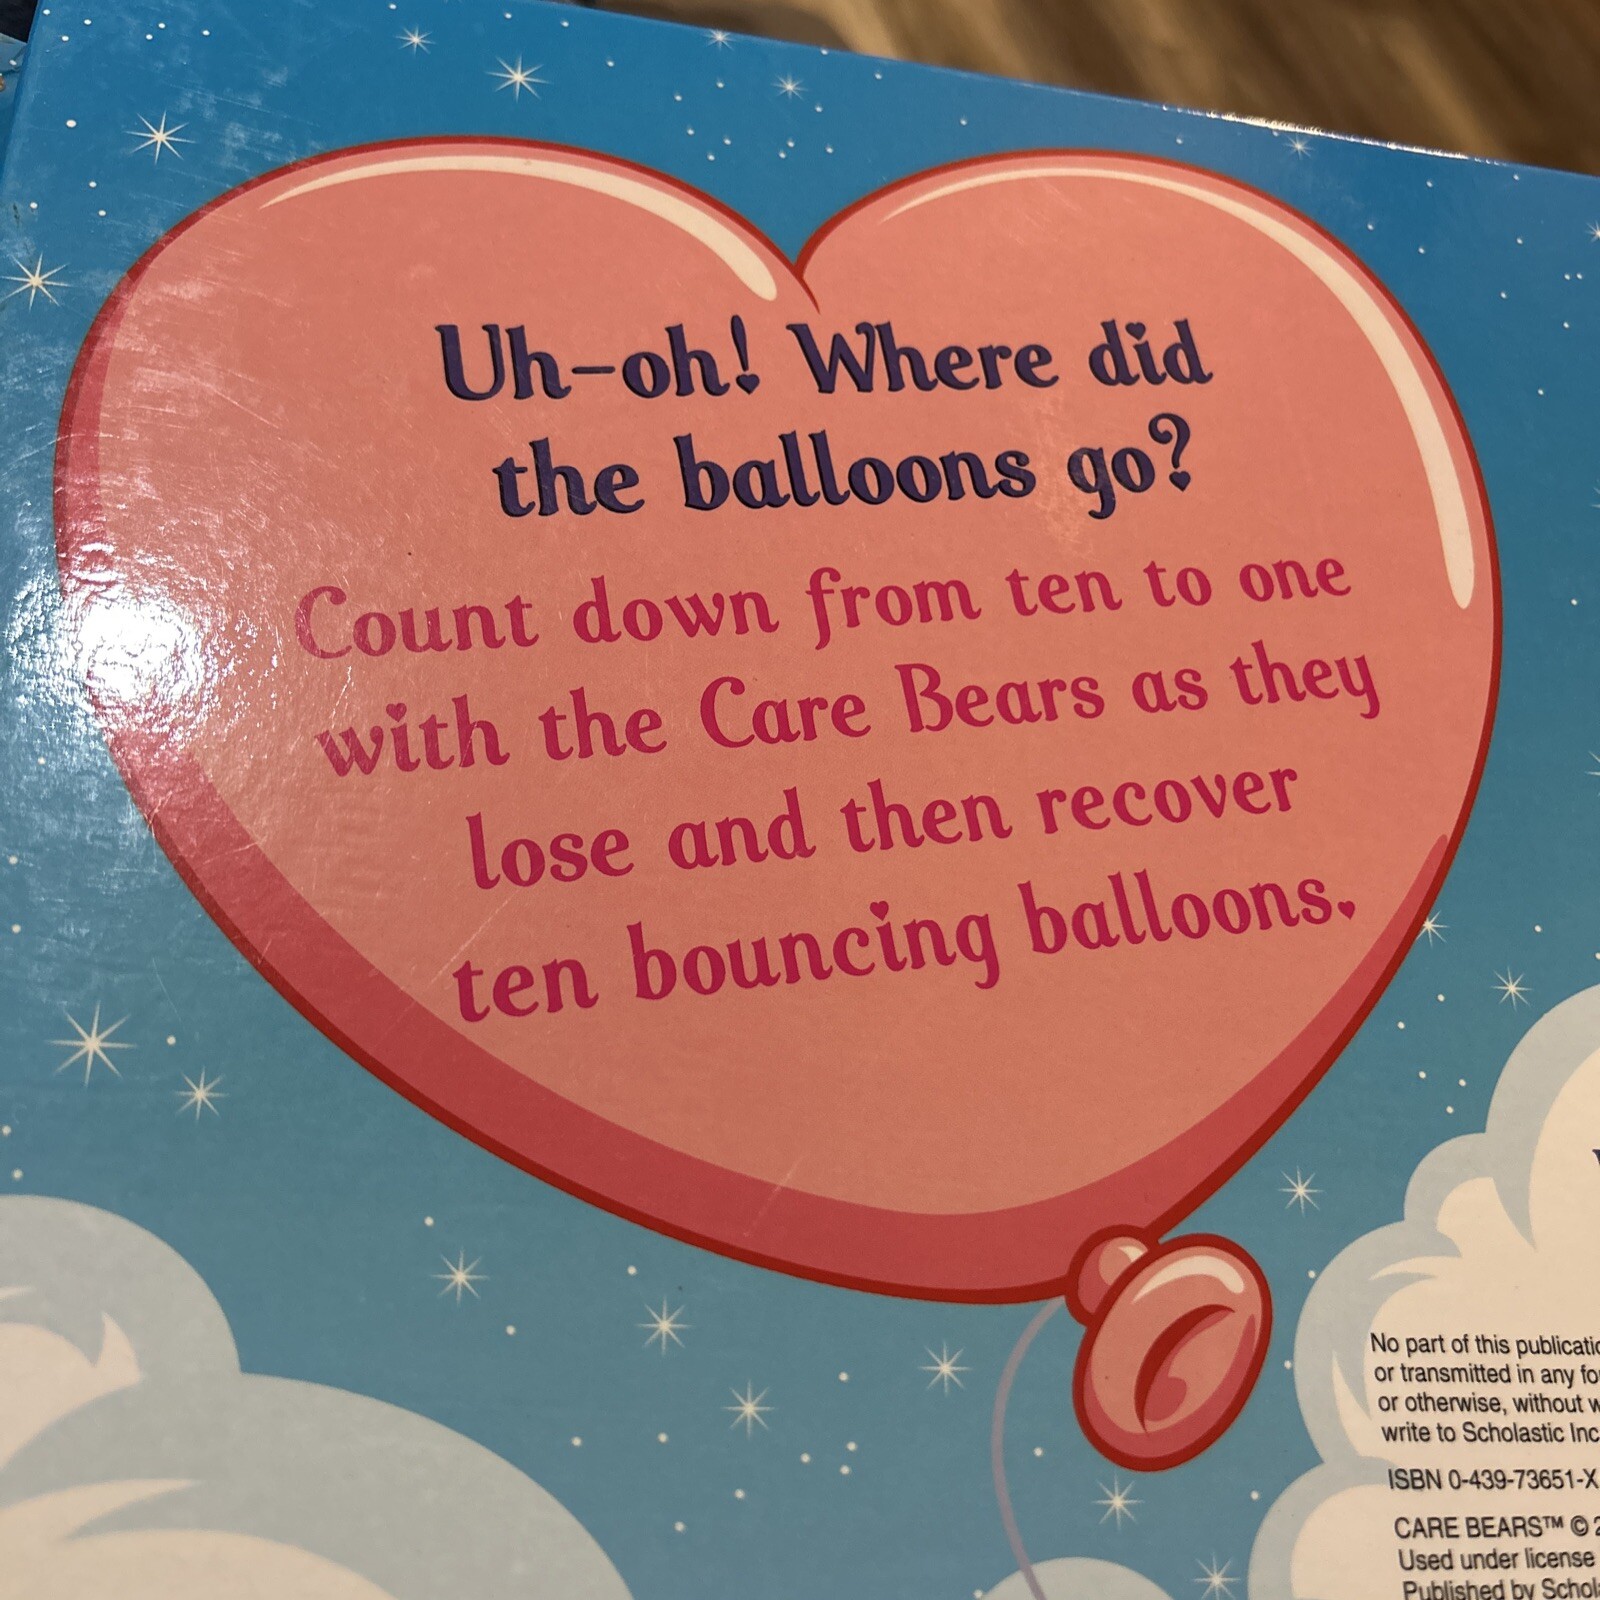 Uh-oh! Where did
the balloons go?
Count down from ten to one
with the Care Bears as they
lose and then recover
ten bouncing balloons.
No part of this
or transmitted in any
or otherwise, without
write to Scholastic Inc
ISBN 0-439-73651-X
CARE BEARS™ ©
Used under license
Published by